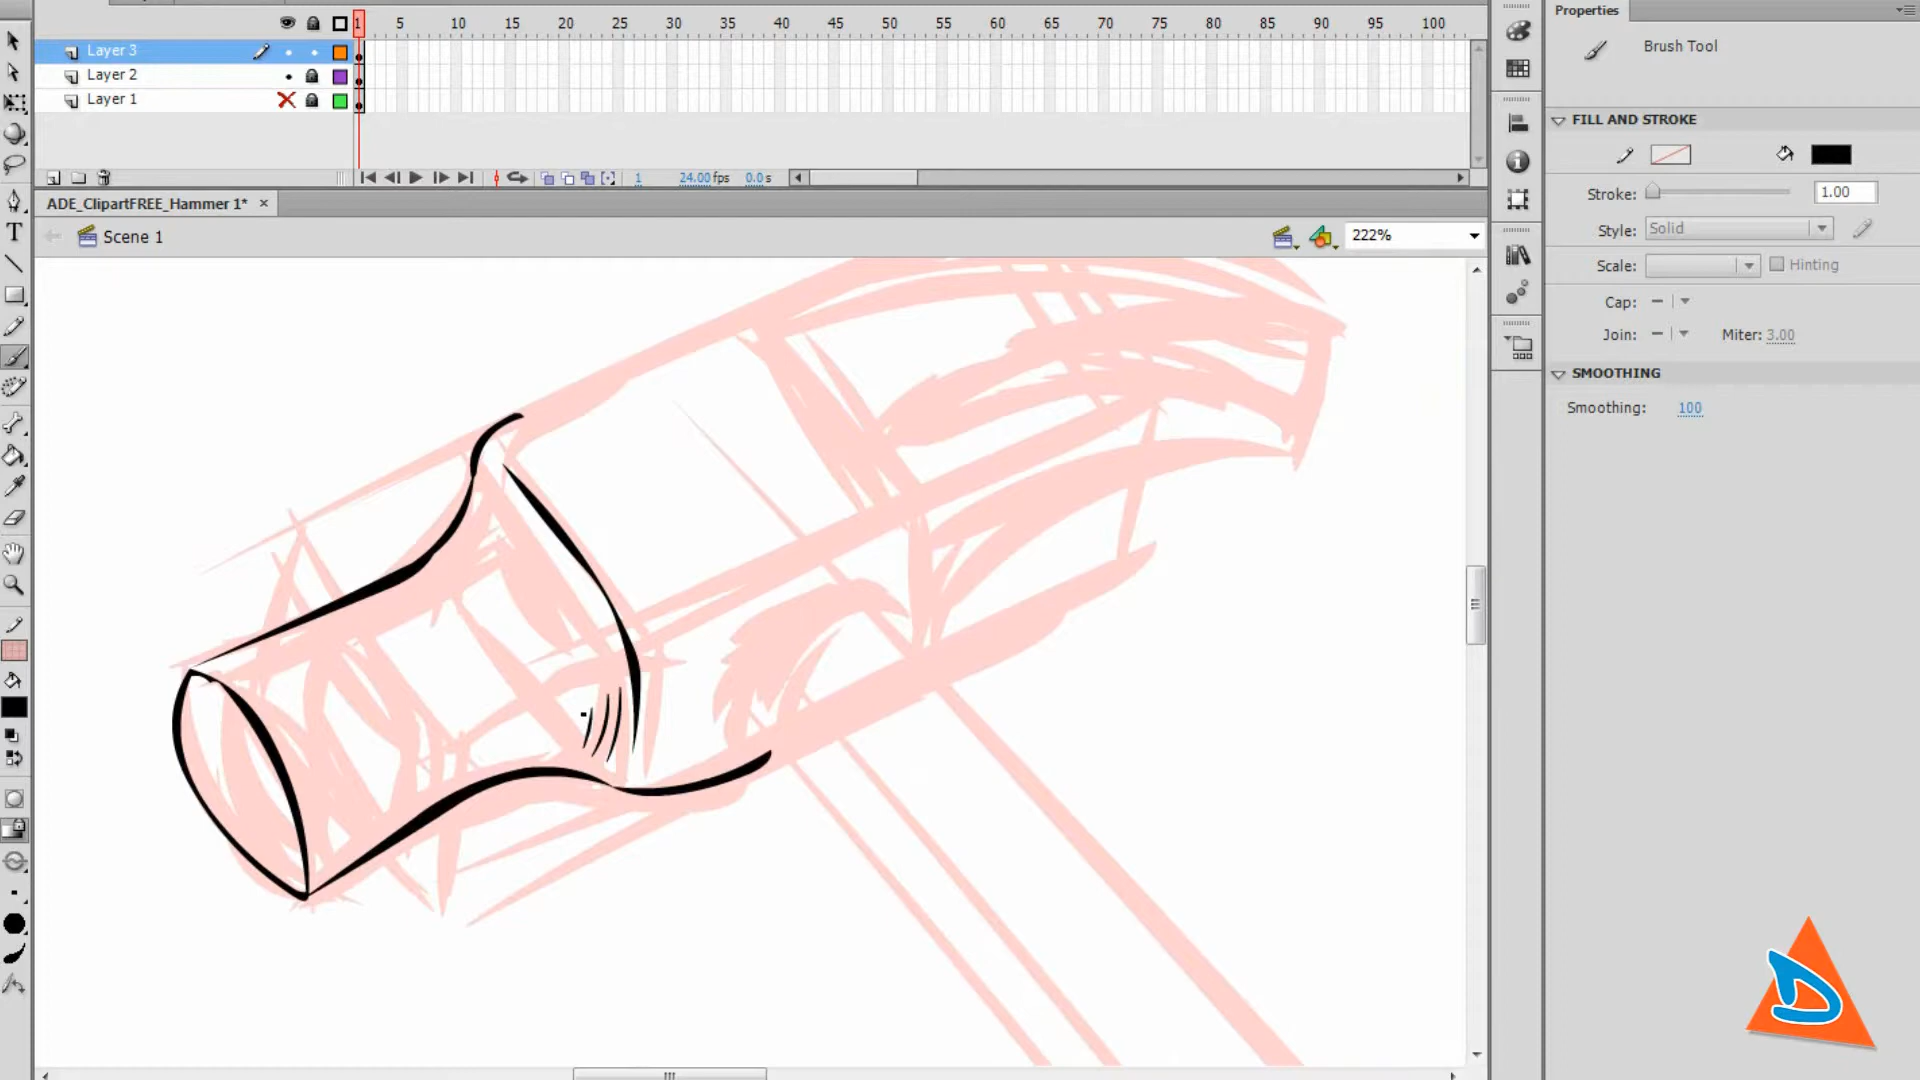 Properties
1 5 10 15 20 25 30 35 40 45 50 55 60 65 70 75 80 85 90 95 100
Layer 3
Brush Tool
Layer 2
Layer 1
FILL AND STROKE
1 24.00 fps 0.0 s
Stroke: 1.00
ADE_ClipartFREE_Hammer 1* ×
Style: Solid
Scene 1
222%
Scale: Hinting
Cap:
Join: Miter: 3.00
SMOOTHING
Smoothing: 100
T
D